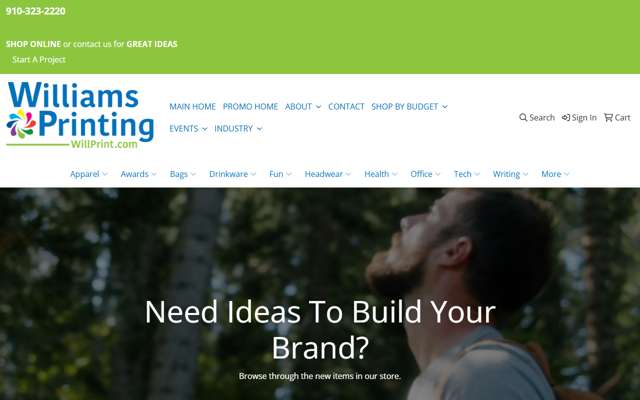 910-323-2220
SHOP ONLINE or contact us for GREAT IDEAS
Start A Project
Williams
Printing
WillPrint.com
MAIN HOME PROMO HOME ABOUT CONTACT SHOP BY BUDGET
EVENTS INDUSTRY
Search Sign In Cart
Apparel Awards Bags Drinkware Fun Headwear Health Office Tech Writing More
Need Ideas To Build Your
Brand?
Browse through the new items in our store.